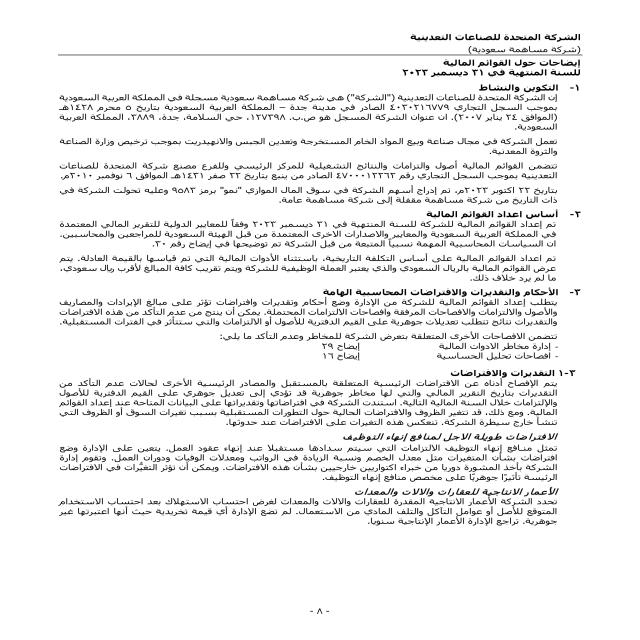 الشركة المتحدة للصناعات التعدينية
(شركة مساهمة سعودية)
إيضاحات حول القوائم المالية
للسنة المنتهية في ٣١ ديسمبر ٢٠٢٣
١- التكوين والنشاط
إن الشركة المتحدة للصناعات التعدينية ("الشركة") هي شركة مساهمة سعودية مسجلة في المملكة العربية السعودية
بموجب السجل التجاري ٤٠٣٠٢١٦٧٧٩ الصادر في مدينة جدة – المملكة العربية السعودية بتاريخ ٥ محرم ١٤٢٨هـ
(الموافق ٢٤ يناير ٢٠٠٧). ان عنوان الشركة المسجل هو ص.ب. ١٢٧٣٩٨، حي السلامة، جدة، ٣٨٨٩، المملكة العربية
السعودية.
تعمل الشركة في مجال صناعة وبيع المواد الخام المستخرجة وتعدين الجبس والانهيدريت بموجب ترخيص وزارة الصناعة
والثروة المعدنية.
تتضمن القوائم المالية أصول والتزامات والنتائج التشغيلية للمركز الرئيسي وللفرع مصنع شركة المتحدة للصناعات
التعدينية بموجب السجل التجاري رقم ٤٧٠٠٠١٢٢٦٣ الصادر من ينبع بتاريخ ٢٢ صفر ١٤٣١هـ الموافق ٦ نوفمبر ٢٠١٠م.
بتاريخ ٢٢ اكتوبر ٢٠٢٣م، تم إدراج أسهم الشركة في سوق المال الموازي "نمو" برمز ٩٥٨٣ وعليه تحولت الشركة في
ذات التاريخ من شركة مساهمة مقفلة إلى شركة مساهمة عامة.
٢- أساس اعداد القوائم المالية
تم إعداد القوائم المالية للشركة للسنة المنتهية في ٣١ ديسمبر ٢٠٢٣ وفقاً للمعايير الدولية للتقرير المالي المعتمدة
في المملكة العربية السعودية والمعايير والاصدارات الاخرى المعتمدة من قبل الهيئة السعودية للمراجعين والمحاسبين.
ان السياسات المحاسبية المهمة نسبياً المتبعة من قبل الشركة تم توضيحها في إيضاح رقم ٣٠.
تم اعداد القوائم المالية على أساس التكلفة التاريخية، باستثناء الأدوات المالية التي تم قياسها بالقيمة العادلة. يتم
عرض القوائم المالية بالريال السعودي والذي يعتبر العملة الوظيفية للشركة ويتم تقريب كافة المبالغ لأقرب ريال سعودي،
ما لم يرد خلاف ذلك.
٣- الأحكام والتقديرات والافتراضات المحاسبية الهامة
يتطلب إعداد القوائم المالية للشركة من الإدارة وضع أحكام وتقديرات وافتراضات تؤثر على مبالغ الإيرادات والمصاريف
والأصول والالتزامات والافصاحات المرفقة وافصاحات الالتزامات المحتملة. يمكن أن ينتج من عدم التأكد من هذه الافتراضات
والتقديرات نتائج تتطلب تعديلات جوهرية على القيم الدفترية للأصول أو الالتزامات والتي ستتأثر في الفترات المستقبلية.
تتضمن الافصاحات الأخرى المتعلقة بتعرض الشركة للمخاطر وعدم التأكد ما يلي:
- إدارة مخاطر الادوات المالية إيضاح ٢٩
- افصاحات تحليل الحساسية إيضاح ١٦
٣-١ التقديرات والافتراضات
يتم الإفصاح أدناه عن الافتراضات الرئيسية المتعلقة بالمستقبل والمصادر الرئيسية الأخرى لحالات عدم التأكد من
التقديرات بتاريخ التقرير المالي والتي لها مخاطر جوهرية قد تؤدي إلى تعديل جوهري على القيم الدفترية للأصول
والإلتزامات خلال السنة المالية التالية. استندت الشركة في افتراضاتها وتقديراتها على البيانات المتاحة عند إعداد القوائم
المالية. ومع ذلك، قد تتغير الظروف والافتراضات الحالية حول التطورات المستقبلية بسبب تغيرات السوق أو الظروف التي
تنشأ خارج سيطرة الشركة. تنعكس هذه التغيرات على الافتراضات عند حدوثها.
الافتراضات طويلة الاجل لمنافع إنهاء التوظيف
تمثل منافع إنهاء التوظيف الالتزامات التي سيتم سدادها مستقبلا عند إنهاء عقود العمل. يتعين على الإدارة وضع
افتراضات بشأن المتغيرات مثل معدل الخصم ونسبة الزيادة في الرواتب ومعدلات الوفيات ودوران العمل. وتقوم إدارة
الشركة بأخذ المشورة دوريا من خبراء اكتواريين خارجيين بشأن هذه الافتراضات. ويمكن أن تؤثر التغيُرات في الافتراضات
الرئيسة تأثيرًا جوهريًا على مخصص منافع إنهاء التوظيف.
الأعمار الانتاجية للعقارات والالات والمعدات
تحدد الشركة الأعمار الانتاجية المقدرة للعقارات والالات والمعدات لغرض احتساب الاستهلاك بعد احتساب الاستخدام
المتوقع للأصل أو عوامل التآكل والتلف المادي من الاستعمال. لم تضع الإدارة أي قيمة تخريدية حيث أنها اعتبرتها غير
جوهرية. تراجع الإدارة الأعمار الإنتاجية سنويا.
- ٨ -